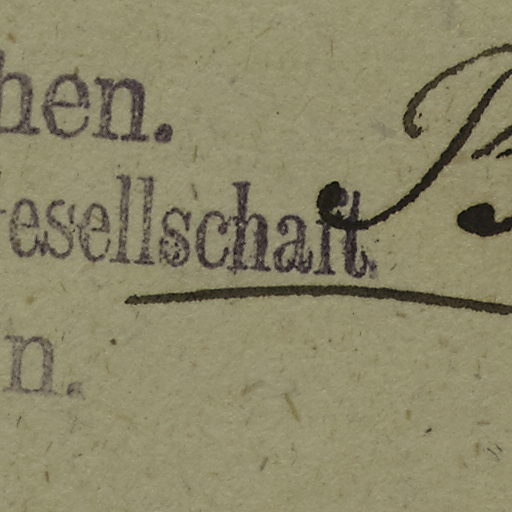 hen.
esellschaft.
n.